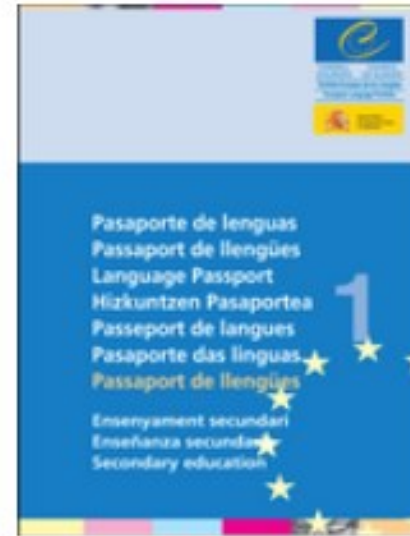 Pasaporte de lenguas
Passaport de llengües
Language Passport
Hizkuntzen Pasaportea
Passeport de langues
Pasaporte das linguas
Passaport de llengües
1
Ensenyament secundari
Enseñanza secundaria
Secondary education